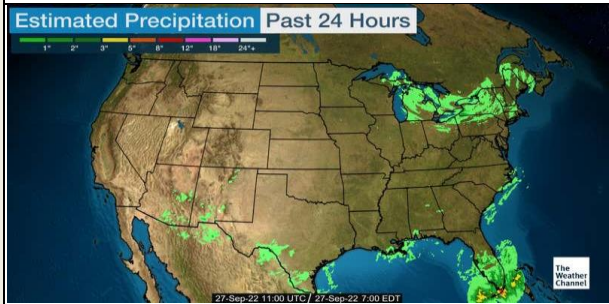 Estimated Precipitation Past 24 Hours
1" 2" 3" 5" 8" 12" 18" 24"+
The
Weather
Channel
27-Sep-22 11:00 UTC / 27-Sep-22 7:00 EDT